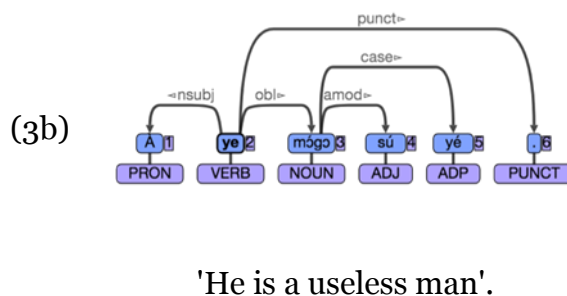 punct▹
case▹
◃nsubj obl▹ amod▹
(3b) À 1 ye 2 mɔ́gɔ 3 sú 4 yé 5 . 6
PRON VERB NOUN ADJ ADP PUNCT
'He is a useless man'.